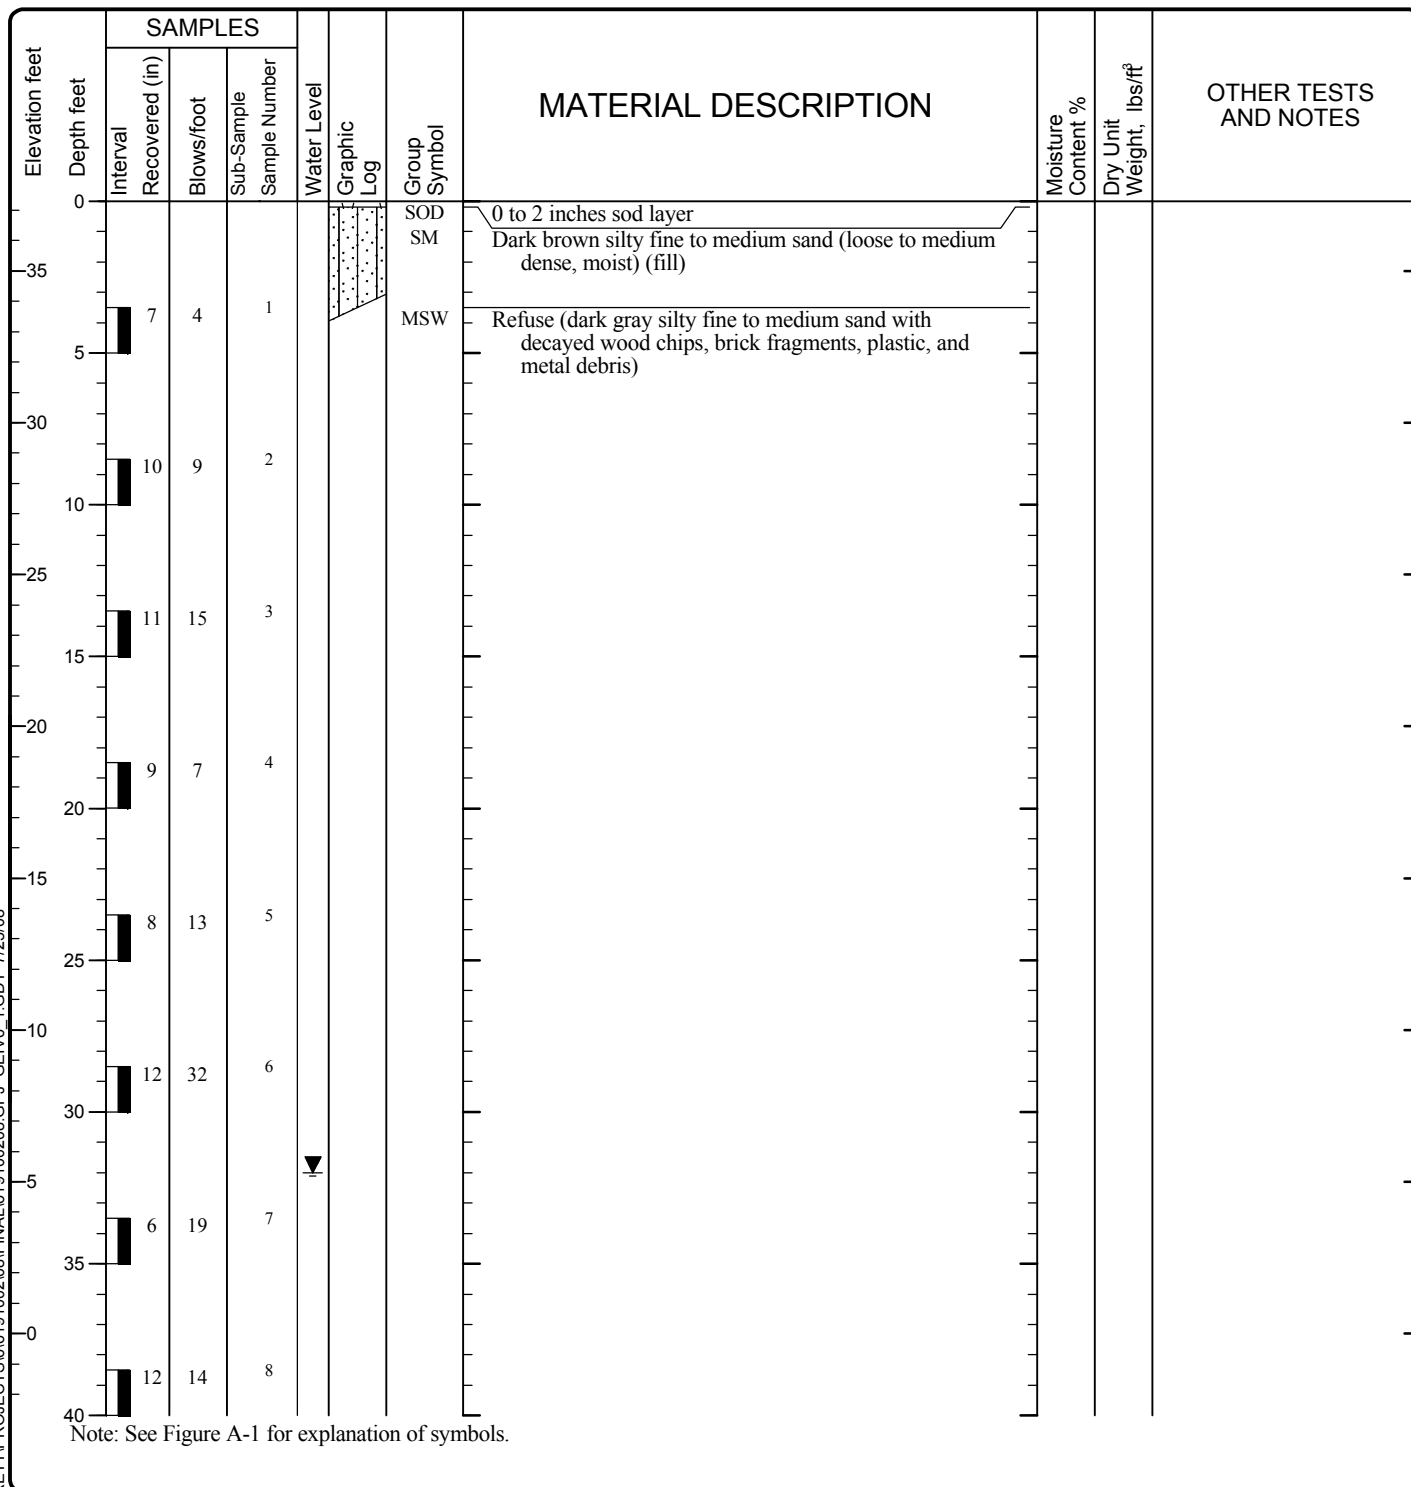 SAMPLES
Elevation feet
Depth feet
Interval
Recovered (in)
Blows/foot
Sub-Sample
Sample Number
Water Level
Graphic
Log
Group
Symbol
MATERIAL DESCRIPTION
Moisture
Content %
Dry Unit
Weight, lbs/ft³
OTHER TESTS
AND NOTES
0
SOD
0 to 2 inches sod layer
SM
Dark brown silty fine to medium sand (loose to medium
dense, moist) (fill)
35
7 4 1
MSW
Refuse (dark gray silty fine to medium sand with
decayed wood chips, brick fragments, plastic, and
metal debris)
5
30
10 9 2
10
25
11 15 3
15
20
9 7 4
20
15
8 13 5
25
10
12 32 6
30
5
6 19 7
35
0
12 14 8
40
Note: See Figure A-1 for explanation of symbols.